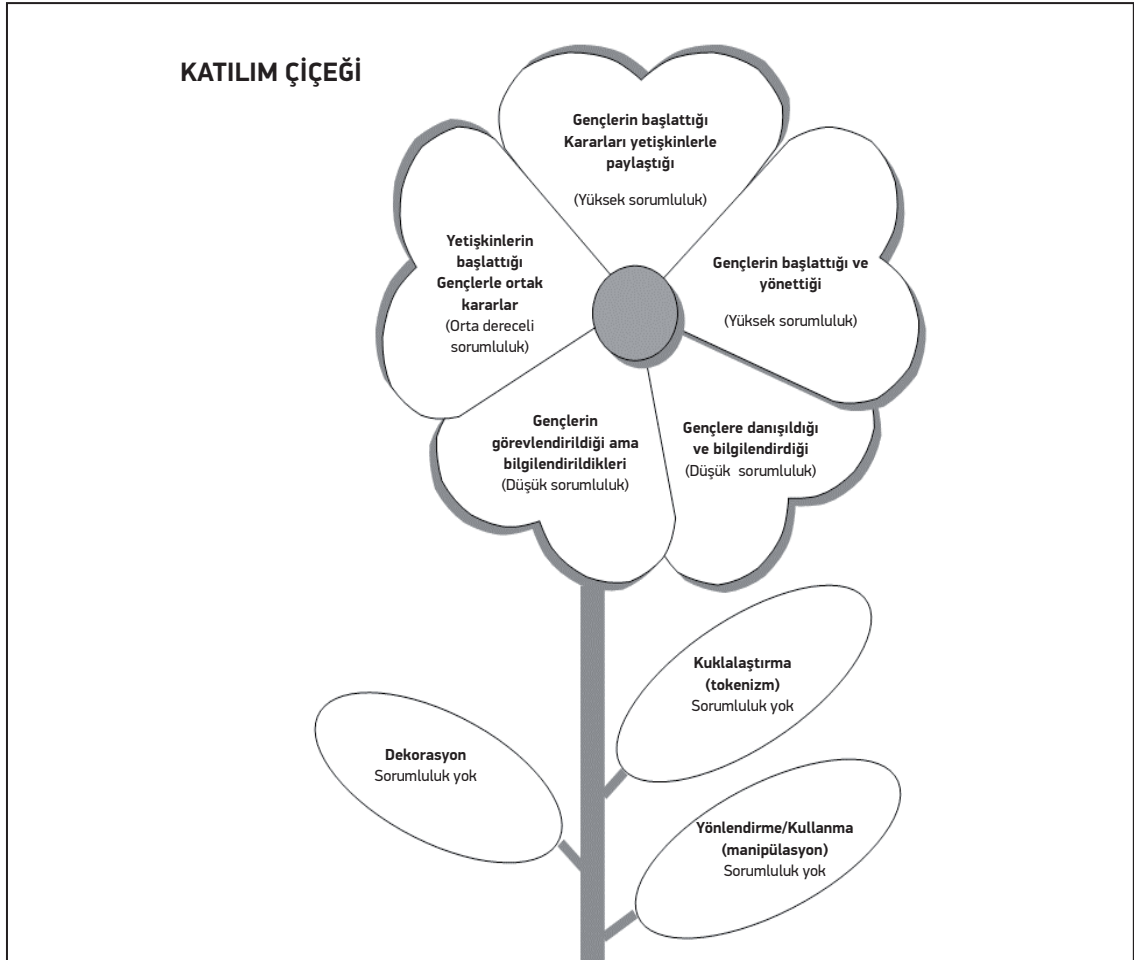 KATILIM ÇİÇEĞİ
Gençlerin başlattığı
Kararları yetişkinlerle
paylaştığı
(Yüksek sorumluluk)
Yetişkinlerin
başlattığı
Gençlerle ortak
kararlar
(Orta dereceli
sorumluluk)
Gençlerin başlattığı ve
yönettiği
(Yüksek sorumluluk)
Gençlerin
görevlendirildiği ama
bilgilendirildikleri
(Düşük sorumluluk)
Gençlere danışıldığı
ve bilgilendirdiği
(Düşük sorumluluk)
Kuklalaştırma
(tokenizm)
Sorumluluk yok
Dekorasyon
Sorumluluk yok
Yönlendirme/Kullanma
(manipülasyon)
Sorumluluk yok